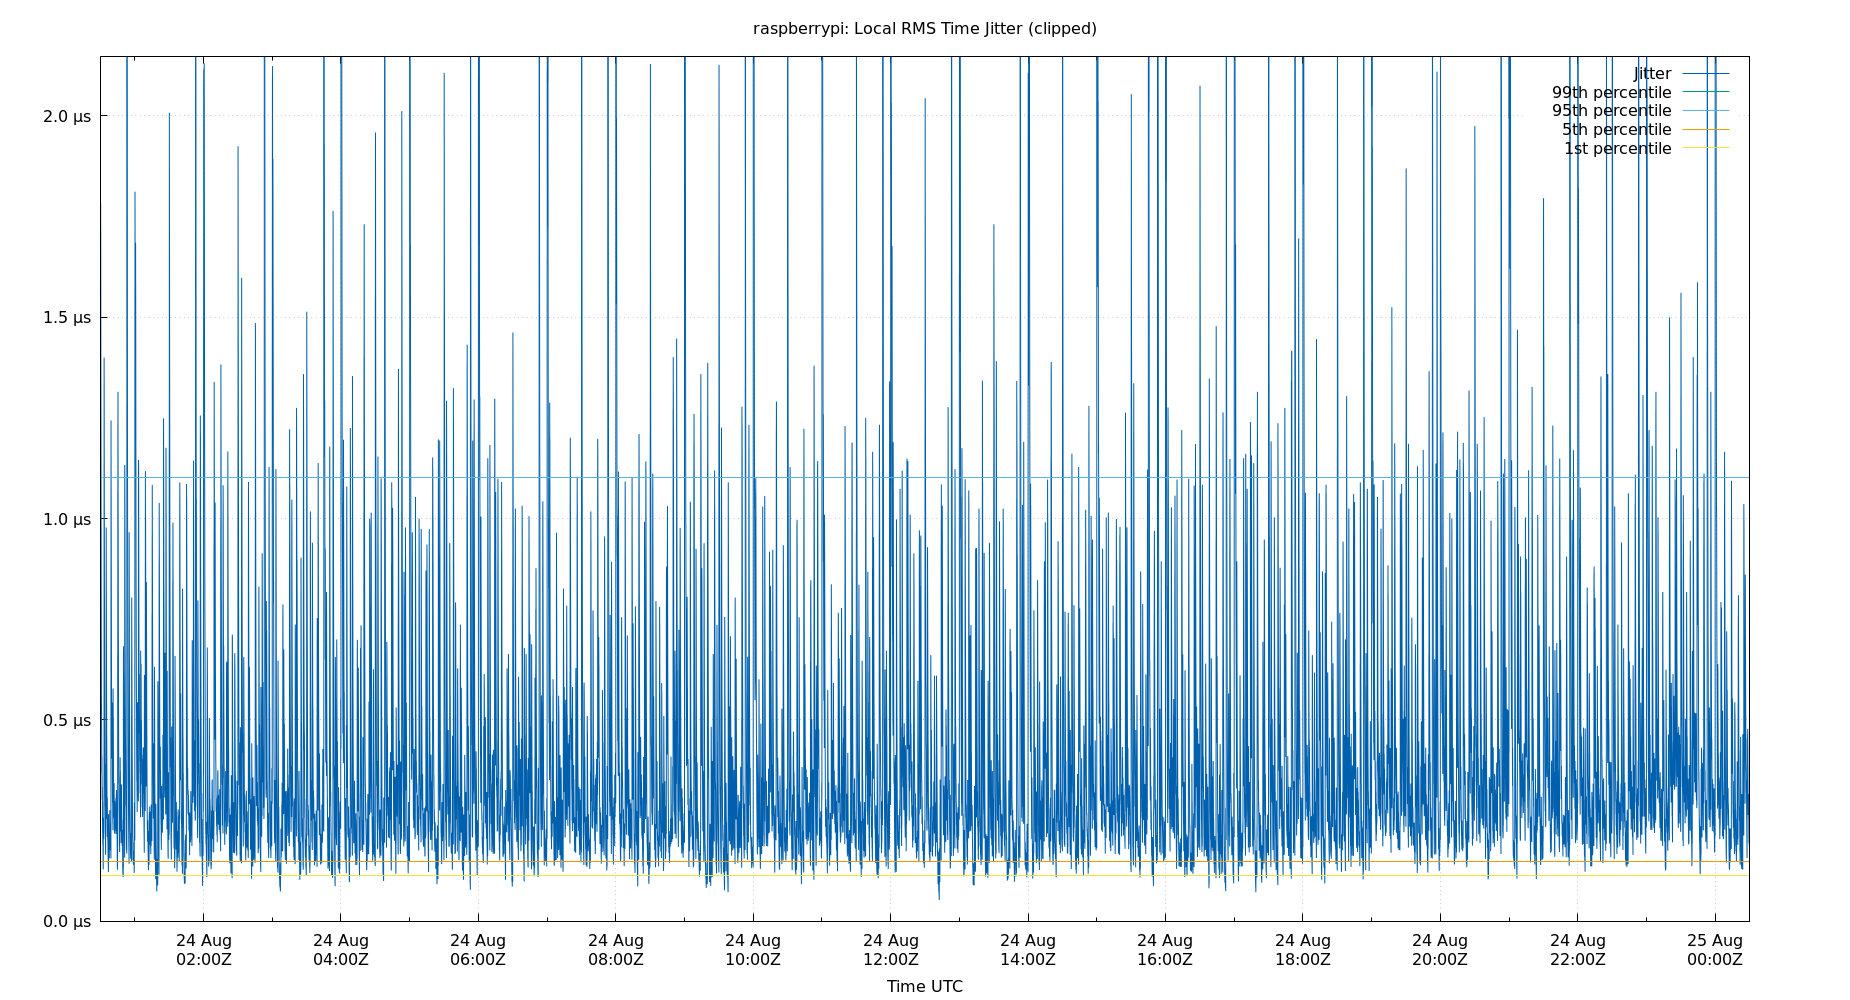 raspberrypi: Local RMS Time Jitter (clipped)
Jitter
99th percentile
95th percentile
5th percentile
1st percentile
2.0 µs
1.5 µs
1.0 µs
0.5 µs
0.0 µs
24 Aug 24 Aug 24 Aug 24 Aug 24 Aug 24 Aug 24 Aug 24 Aug 24 Aug 24 Aug 24 Aug 25 Aug
02:00Z 04:00Z 06:00Z 08:00Z 10:00Z 12:00Z 14:00Z 16:00Z 18:00Z 20:00Z 22:00Z 00:00Z
Time UTC